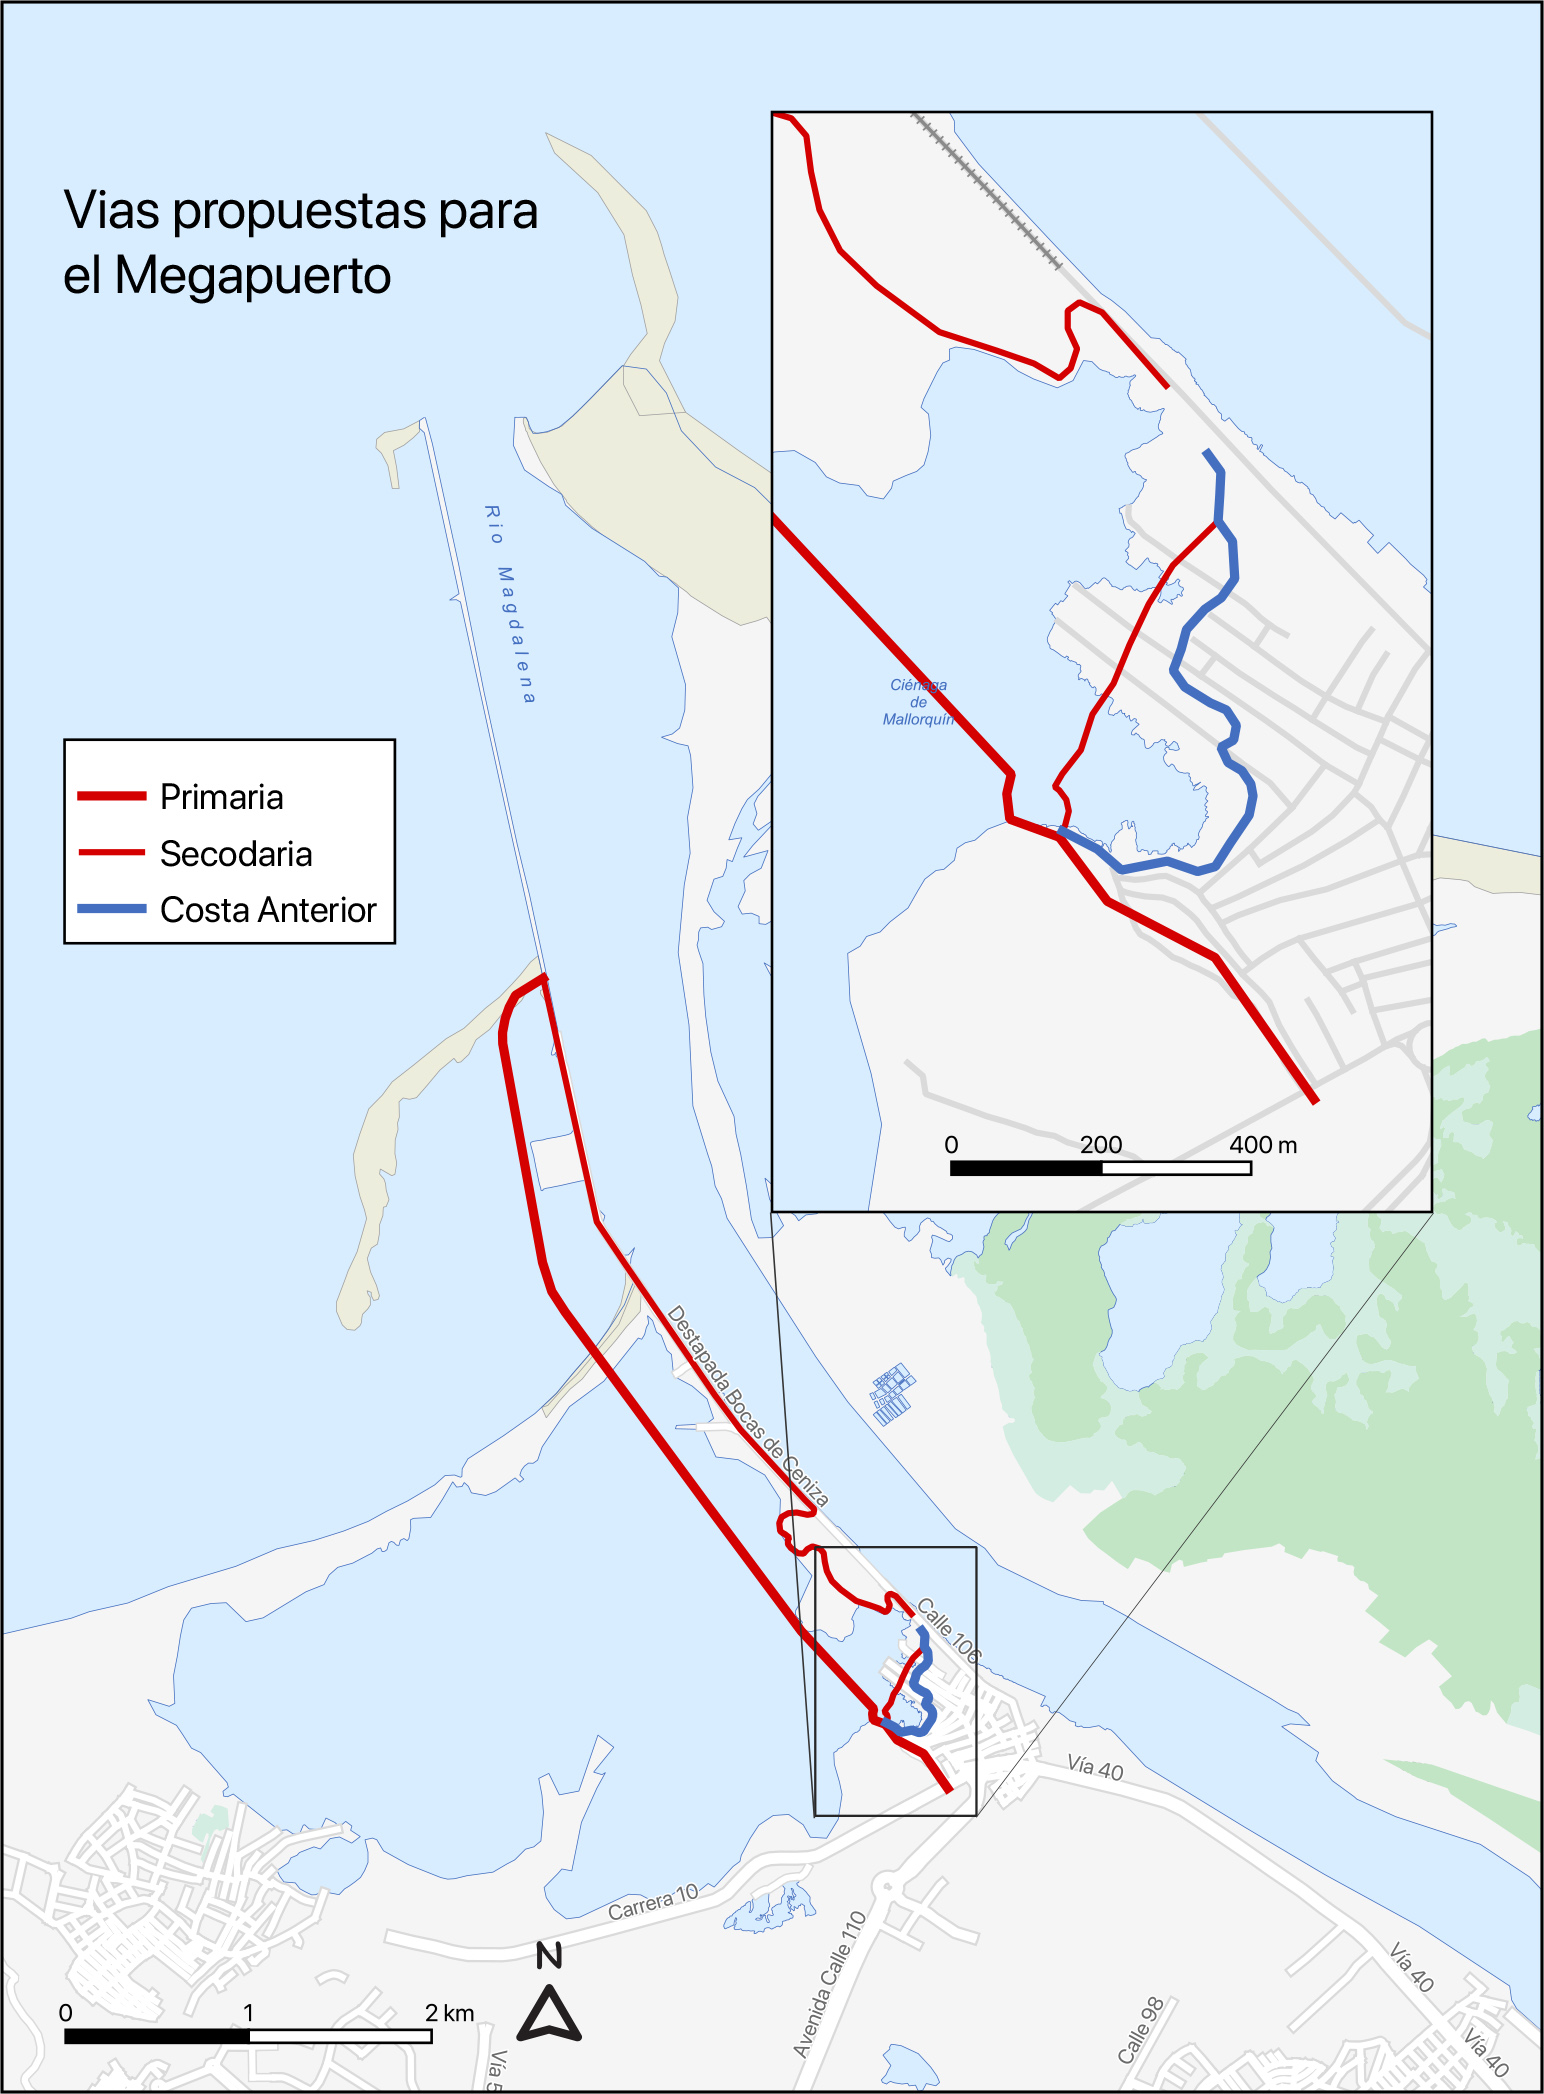 Vias propuestas para
el Megapuerto
Rio Magdalena
Primaria
Secodaria
Costa Anterior
Ciénaga
de
Mallorquín
0 200 400 m
Destapada Bocas de Ceniza
Calle 106
Vía 40
Carrera 10
Avenida Calle 110
Vía 40
Calle 98
Vía 40
Vía 5
N
0 1 2 km